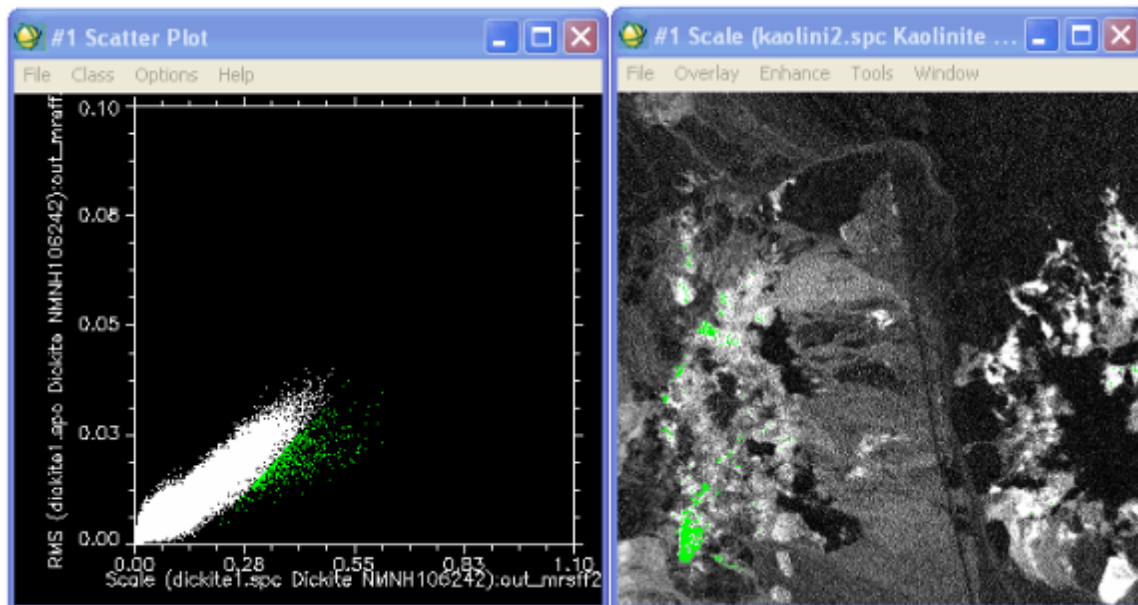 #1 Scatter Plot
File Class Options Help
0.10
0.08
0.05
0.03
0.00
RMS (dickite1.spc Dickite NMNH106242):out_mrsff2
0.00 0.28 0.55 0.83 1.10
Scale (dickite1.spc Dickite NMNH106242):out_mrsff2
#1 Scale (kaolini2.spc Kaolinite ...
File Overlay Enhance Tools Window